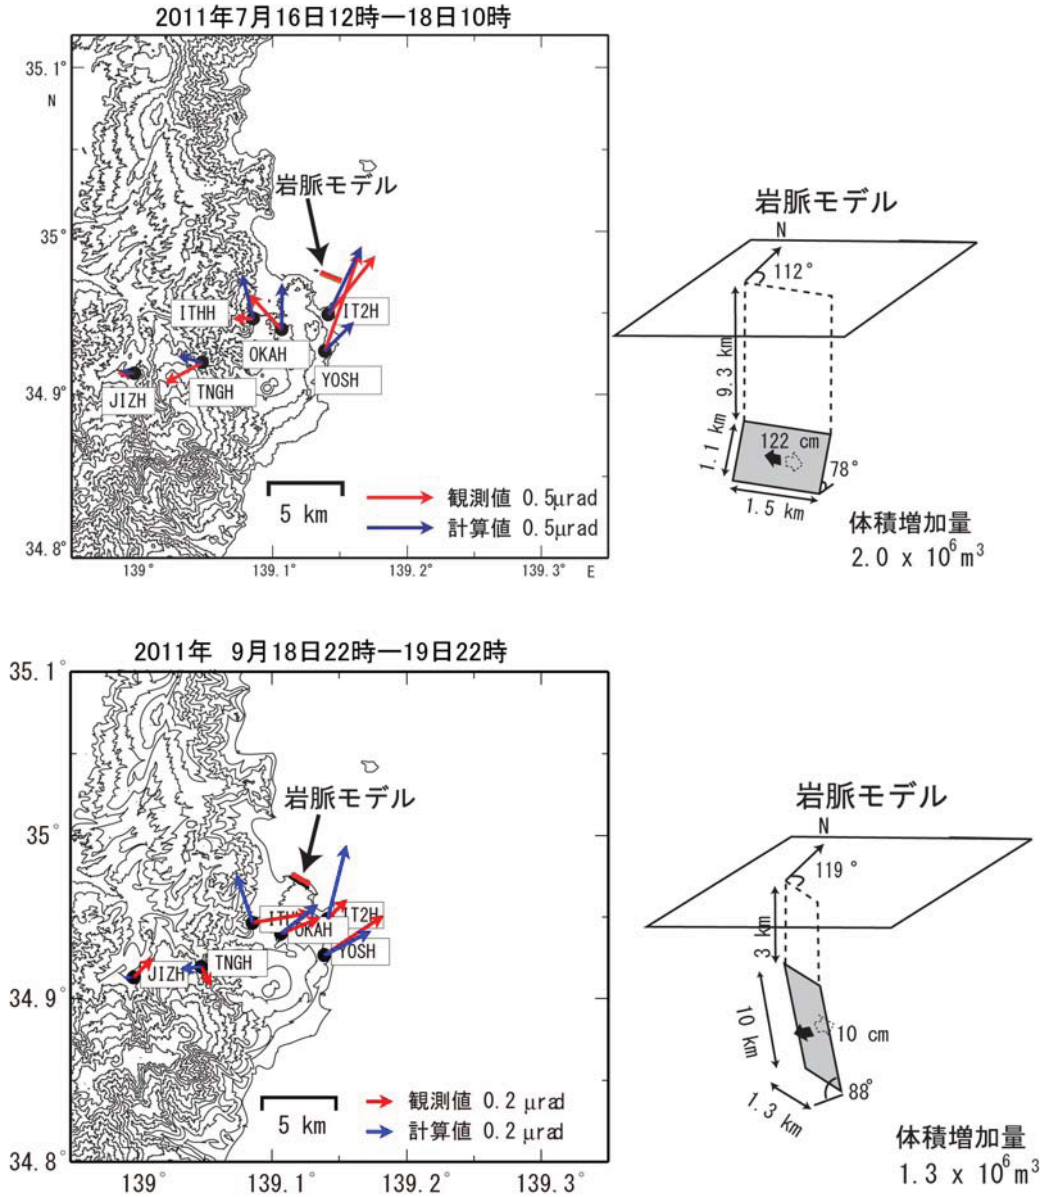 2011年7月16日12時―18日10時
35.1°
N
岩脈モデル
35°
ITHH
IT2H
OKAH
YOSH
TNGH
JIZH
34.9°
5 km
観測値 0.5μrad
計算値 0.5μrad
34.8°
139°
139.1°
139.2°
139.3°
E
岩脈モデル
N
112°
9.3 km
1.1 km
122 cm
78°
1.5 km
体積増加量
2.0 x 10⁶m³
2011年 9月18日22時―19日22時
35.1°
岩脈モデル
35°
IT2H
OKAH
YOSH
TNGH
JIZH
34.9°
5 km
観測値 0.2 μrad
計算値 0.2 μrad
34.8°
139°
139.1°
139.2°
139.3°
岩脈モデル
N
119°
3 km
10 km
10 cm
88°
1.3 km
体積増加量
1.3 x 10⁶m³